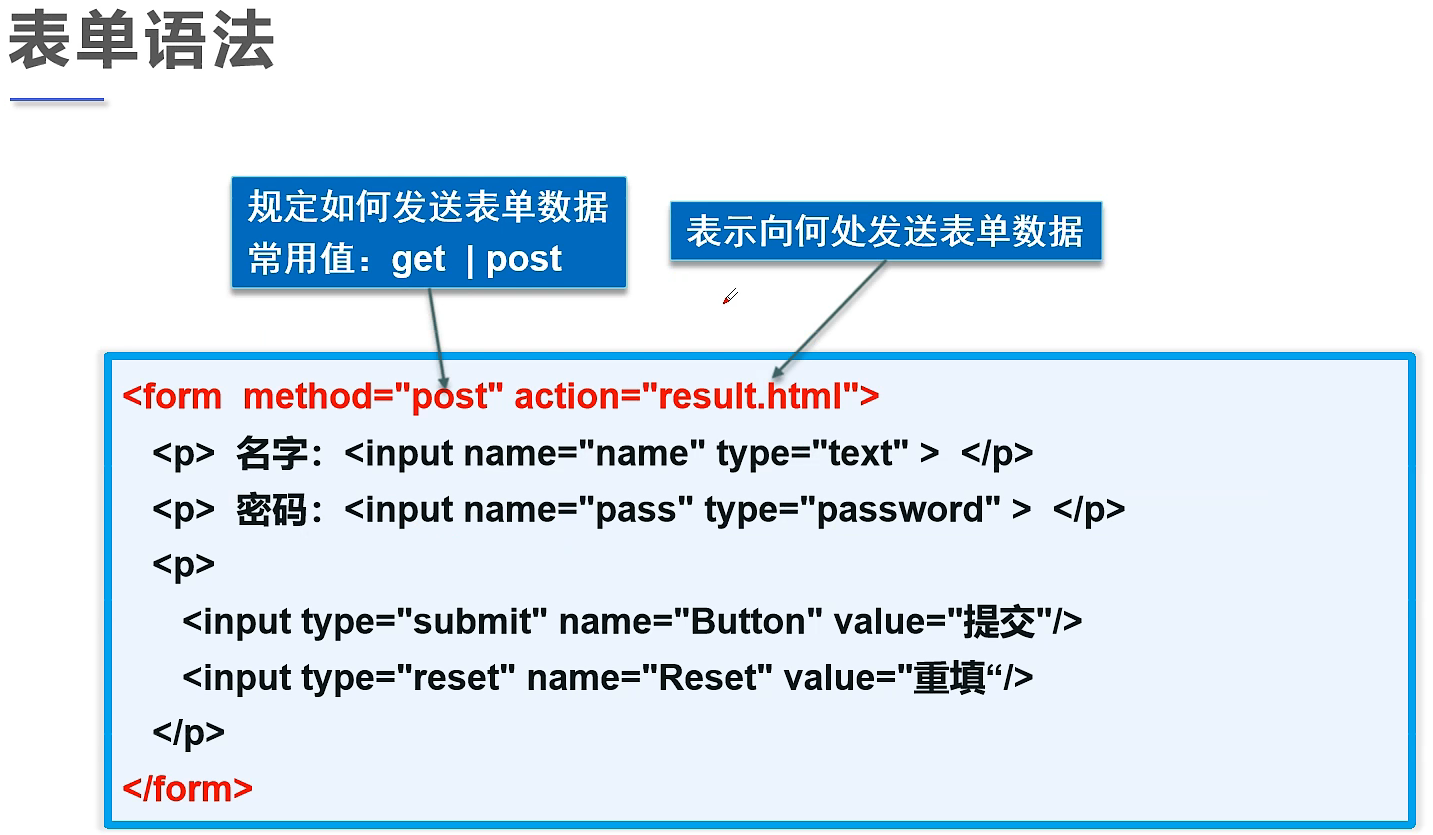 表单语法
规定如何发送表单数据
常用值：get | post
表示向何处发送表单数据
<form method="post" action="result.html">
<p> 名字：<input name="name" type="text" > </p>
<p> 密码：<input name="pass" type="password" > </p>
<p>
<input type="submit" name="Button" value="提交"/>
<input type="reset" name="Reset" value="重填“/>
</p>
</form>